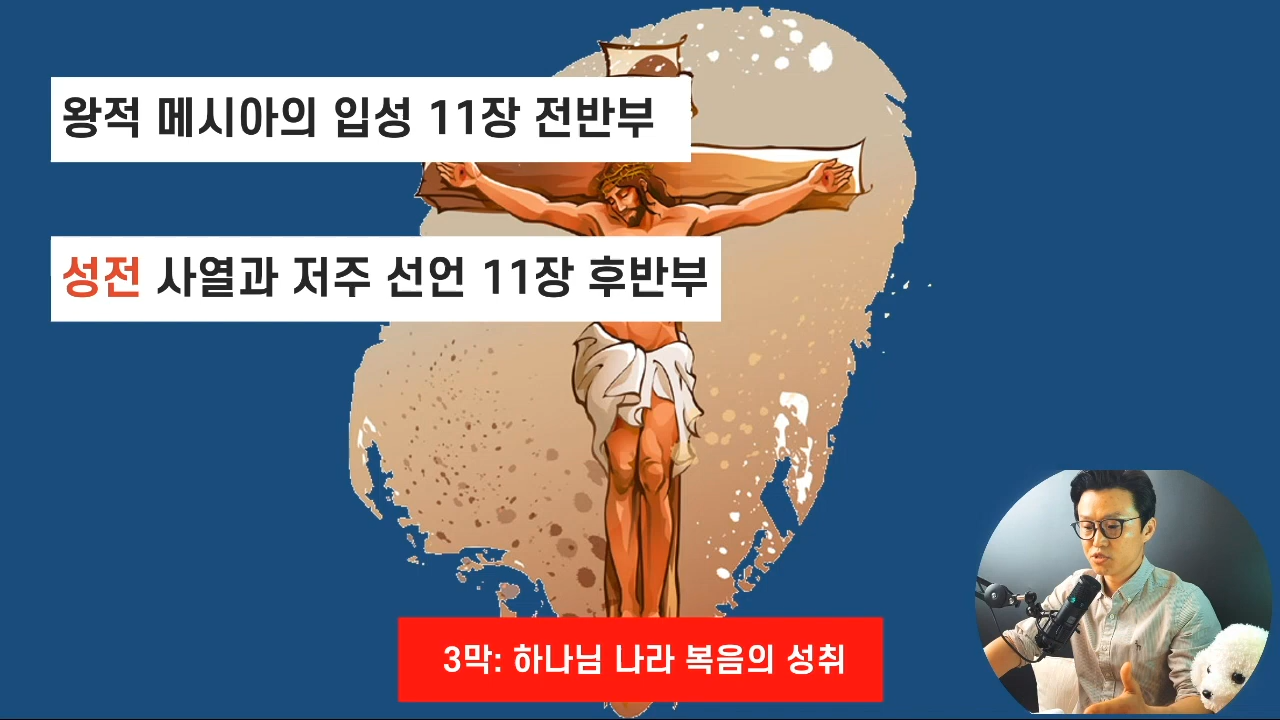 왕적 메시아의 입성 11장 전반부
성전 사열과 저주 선언 11장 후반부
3막: 하나님 나라 복음의 성취